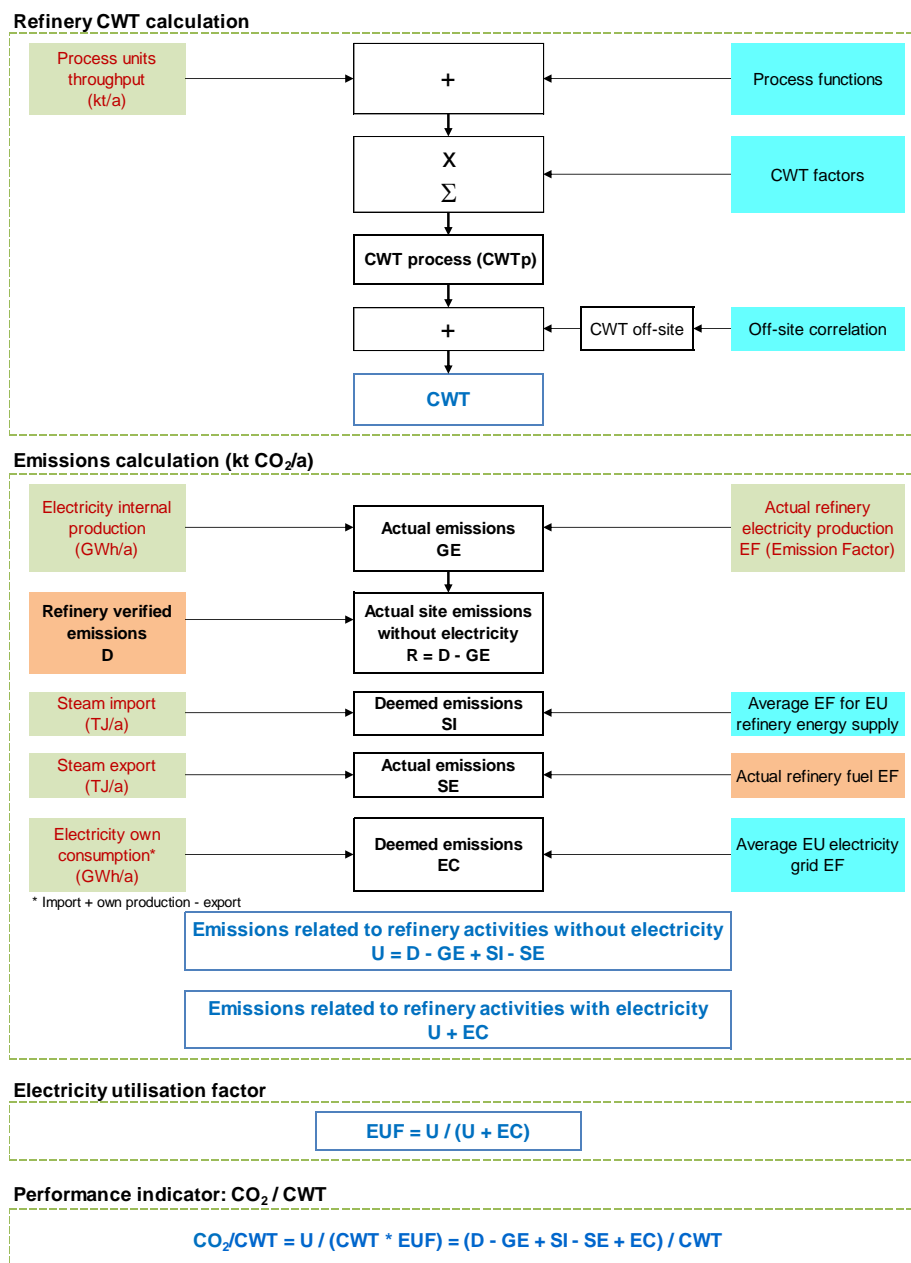 Refinery CWT calculation
Process units
throughput
(kt/a)
+
Process functions
X
Σ
CWT factors
CWT process (CWTp)
+
CWT off-site
Off-site correlation
CWT
Emissions calculation (kt CO₂/a)
Electricity internal
production
(GWh/a)
Actual emissions
GE
Actual refinery
electricity production
EF (Emission Factor)
Refinery verified
emissions
D
Actual site emissions
without electricity
R = D - GE
Steam import
(TJ/a)
Deemed emissions
SI
Average EF for EU
refinery energy supply
Steam export
(TJ/a)
Actual emissions
SE
Actual refinery fuel EF
Electricity own
consumption*
(GWh/a)
Deemed emissions
EC
Average EU electricity
grid EF
* Import + own production - export
Emissions related to refinery activities without electricity
U = D - GE + SI - SE
Emissions related to refinery activities with electricity
U + EC
Electricity utilisation factor
EUF = U / (U + EC)
Performance indicator: CO₂ / CWT
CO₂/CWT = U / (CWT * EUF) = (D - GE + SI - SE + EC) / CWT